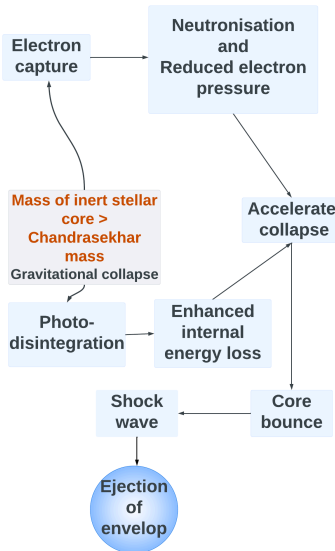 Electron
capture
Neutronisation
and
Reduced electron
pressure
Mass of inert stellar
core >
Chandrasekhar
mass
Gravitational collapse
Accelerate
collapse
Photo-
disintegration
Enhanced
internal
energy loss
Core
bounce
Shock
wave
Ejection
of
envelop